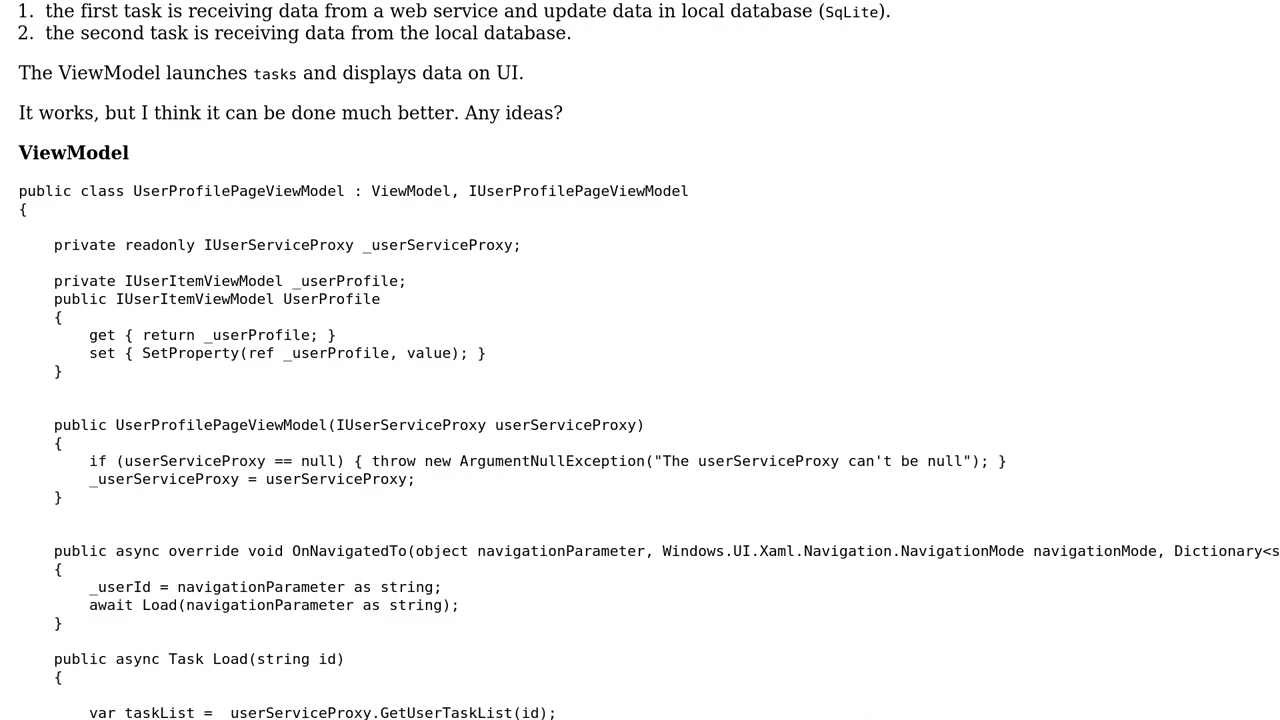 1. the first task is receiving data from a web service and update data in local database (SqLite).
2. the second task is receiving data from the local database.
The ViewModel launches tasks and displays data on UI.
It works, but I think it can be done much better. Any ideas?
ViewModel
public class UserProfilePageViewModel : ViewModel, IUserProfilePageViewModel
{
private readonly IUserServiceProxy _userServiceProxy;
private IUserItemViewModel _userProfile;
public IUserItemViewModel UserProfile
{
get { return _userProfile; }
set { SetProperty(ref _userProfile, value); }
}
public UserProfilePageViewModel(IUserServiceProxy userServiceProxy)
{
if (userServiceProxy == null) { throw new ArgumentNullException("The userServiceProxy can't be null"); }
_userServiceProxy = userServiceProxy;
}
public async override void OnNavigatedTo(object navigationParameter, Windows.UI.Xaml.Navigation.NavigationMode navigationMode, Dictionary<s
{
_userId = navigationParameter as string;
await Load(navigationParameter as string);
}
public async Task Load(string id)
{
var taskList = _userServiceProxy.GetUserTaskList(id);